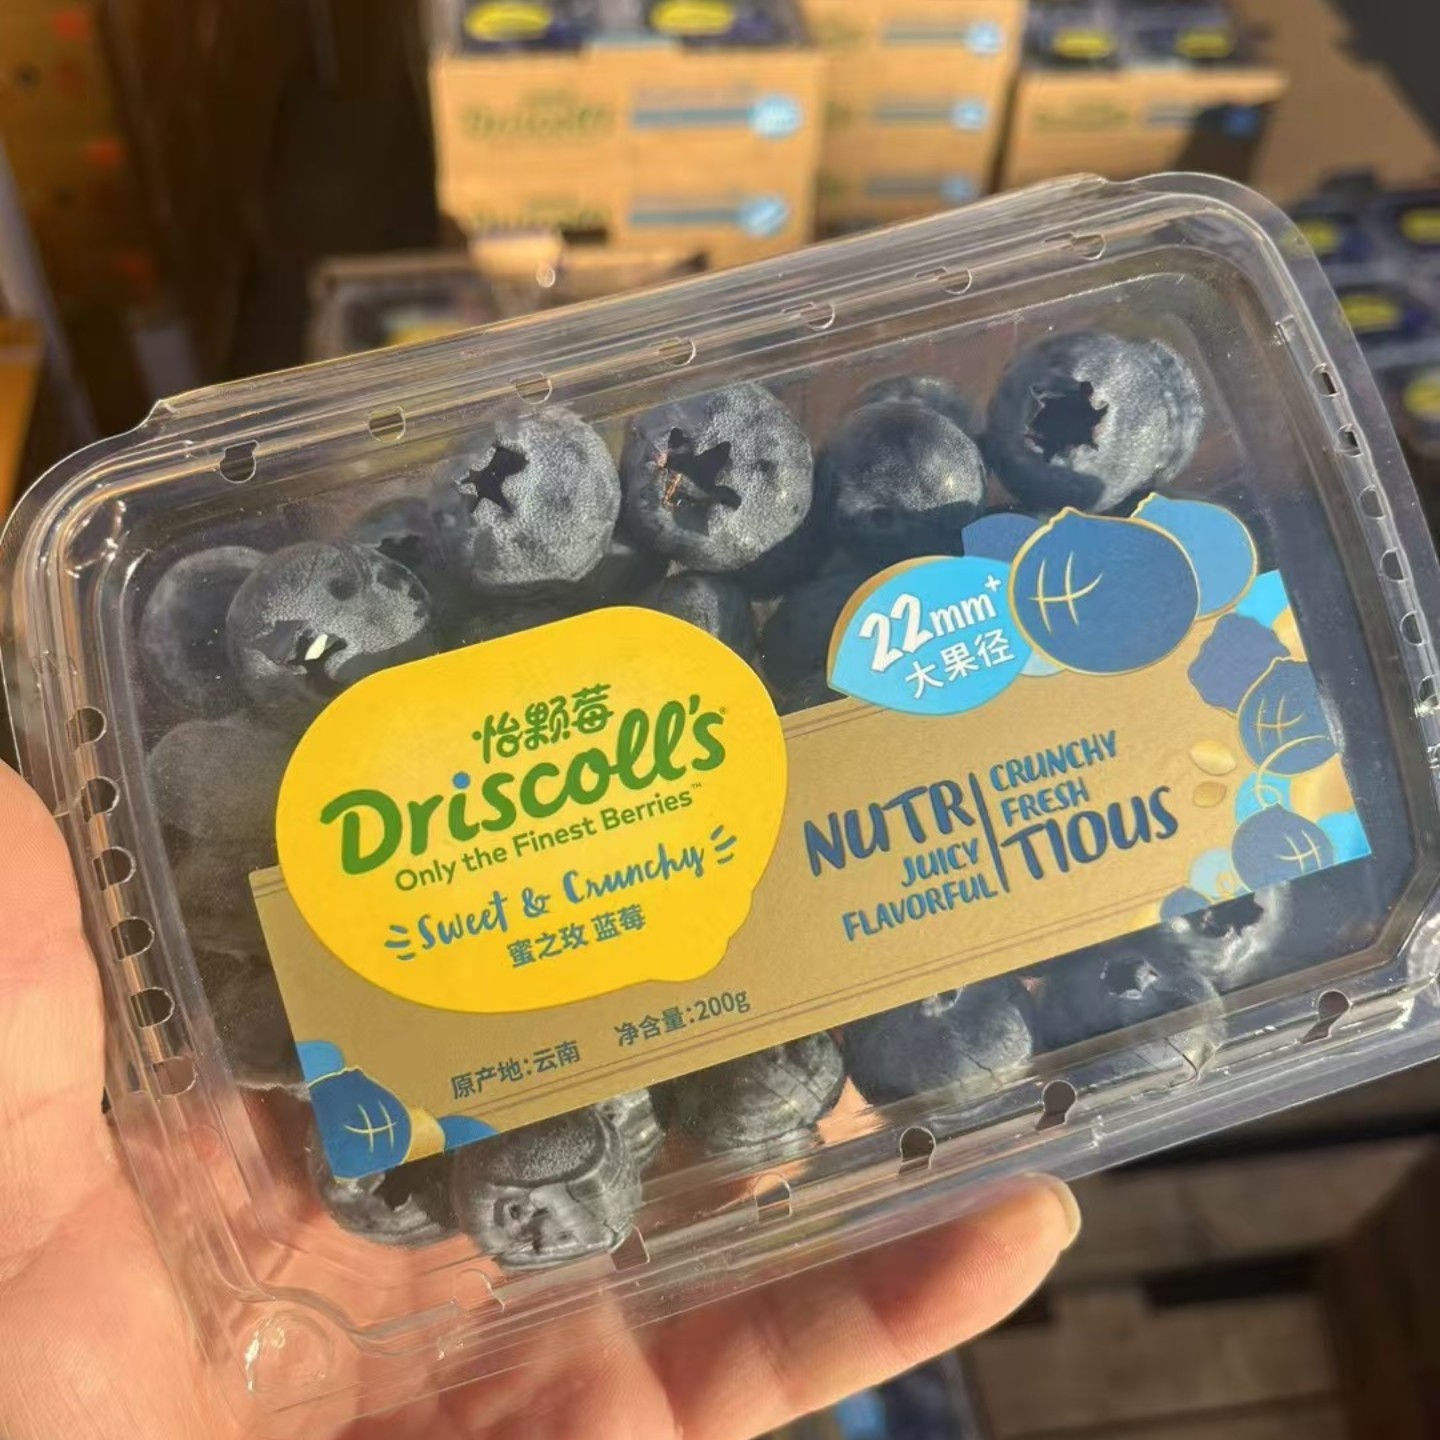 怡颗莓
Driscoll's
Only the Finest Berries™
Sweet & Crunchy
蜜之玫 蓝莓
原产地:云南 净含量:200g
22mm+
大果径
NUTR
JUICY
FLAVORFUL
CRUNCHY
FRESH
TIOUS